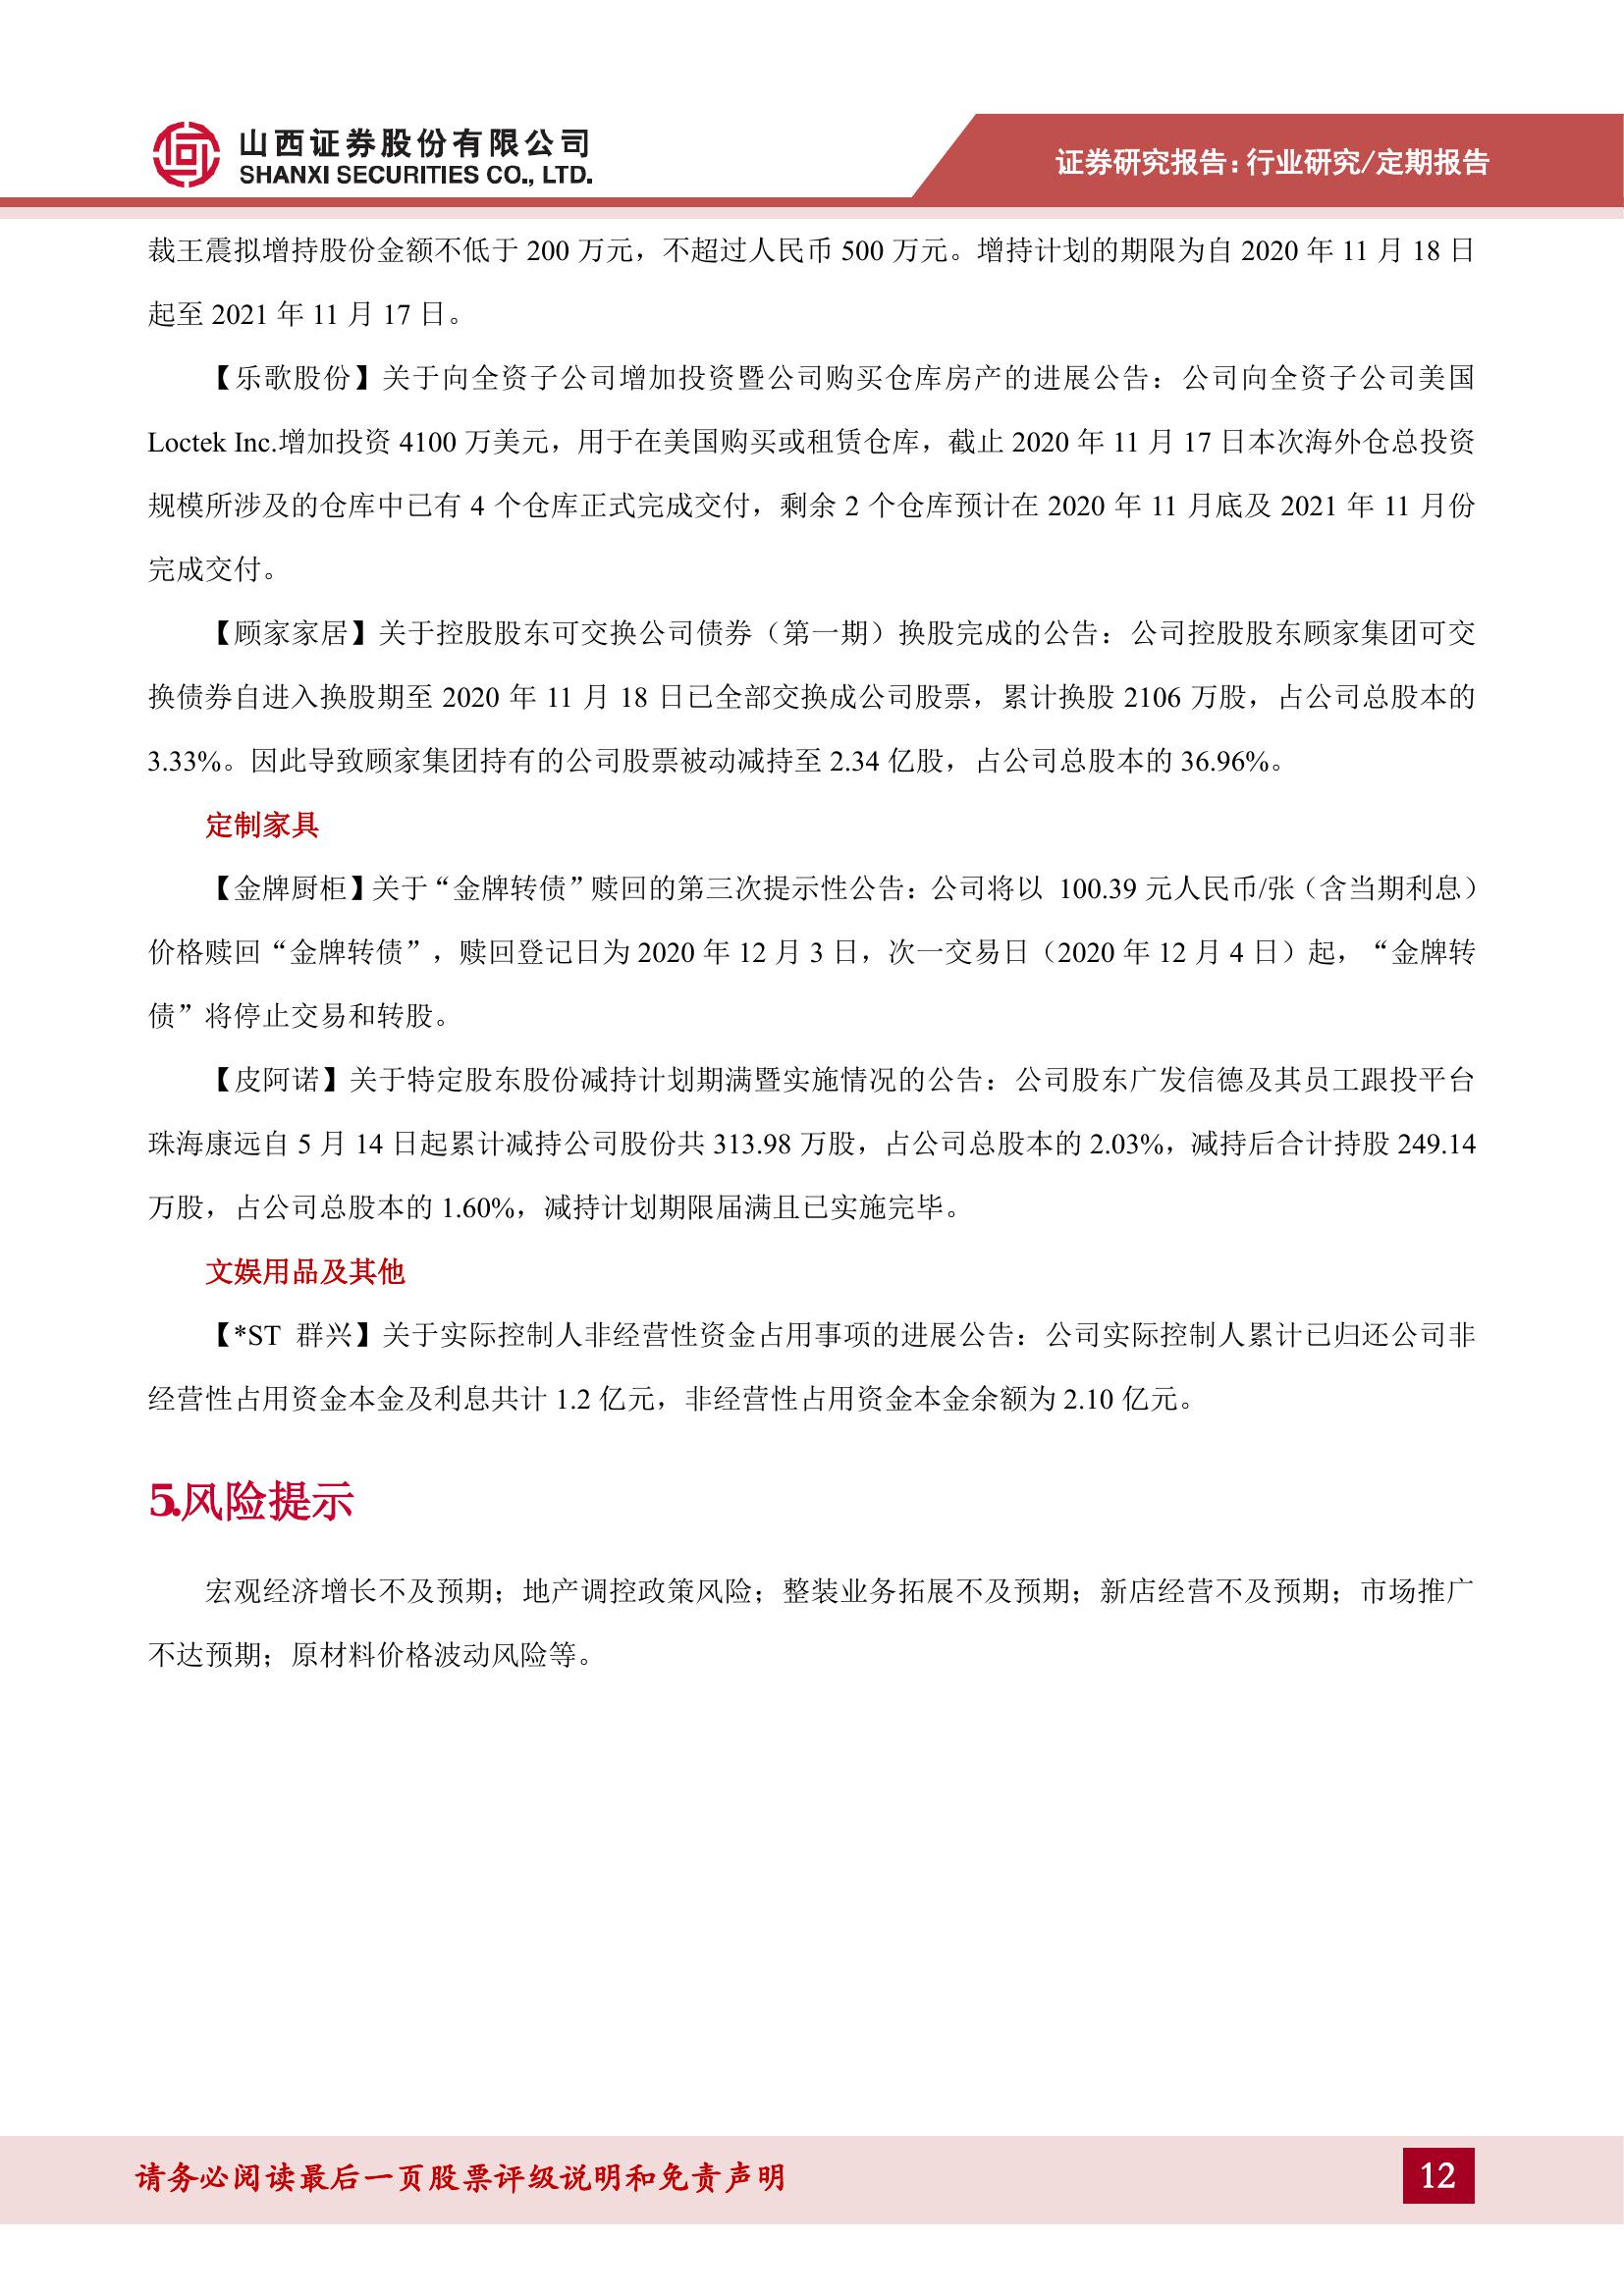 山西证券股份有限公司
SHANXI SECURITIES CO., LTD.
证券研究报告：行业研究/定期报告
裁王震拟增持股份金额不低于 200 万元，不超过人民币 500 万元。增持计划的期限为自 2020 年 11 月 18 日
起至 2021 年 11 月 17 日。
【乐歌股份】关于向全资子公司增加投资暨公司购买仓库房产的进展公告：公司向全资子公司美国
Loctek Inc.增加投资 4100 万美元，用于在美国购买或租赁仓库，截止 2020 年 11 月 17 日本次海外仓总投资
规模所涉及的仓库中已有 4 个仓库正式完成交付，剩余 2 个仓库预计在 2020 年 11 月底及 2021 年 11 月份
完成交付。
【顾家家居】关于控股股东可交换公司债券（第一期）换股完成的公告：公司控股股东顾家集团可交
换债券自进入换股期至 2020 年 11 月 18 日已全部交换成公司股票，累计换股 2106 万股，占公司总股本的
3.33%。因此导致顾家集团持有的公司股票被动减持至 2.34 亿股，占公司总股本的 36.96%。
定制家具
【金牌厨柜】关于“金牌转债”赎回的第三次提示性公告：公司将以 100.39 元人民币/张（含当期利息）
价格赎回“金牌转债”，赎回登记日为 2020 年 12 月 3 日，次一交易日（2020 年 12 月 4 日）起，“金牌转
债”将停止交易和转股。
【皮阿诺】关于特定股东股份减持计划期满暨实施情况的公告：公司股东广发信德及其员工跟投平台
珠海康远自 5 月 14 日起累计减持公司股份共 313.98 万股，占公司总股本的 2.03%，减持后合计持股 249.14
万股，占公司总股本的 1.60%，减持计划期限届满且已实施完毕。
文娱用品及其他
【*ST 群兴】关于实际控制人非经营性资金占用事项的进展公告：公司实际控制人累计已归还公司非
经营性占用资金本金及利息共计 1.2 亿元，非经营性占用资金本金余额为 2.10 亿元。
5.风险提示
宏观经济增长不及预期；地产调控政策风险；整装业务拓展不及预期；新店经营不及预期；市场推广
不达预期；原材料价格波动风险等。
请务必阅读最后一页股票评级说明和免责声明
12